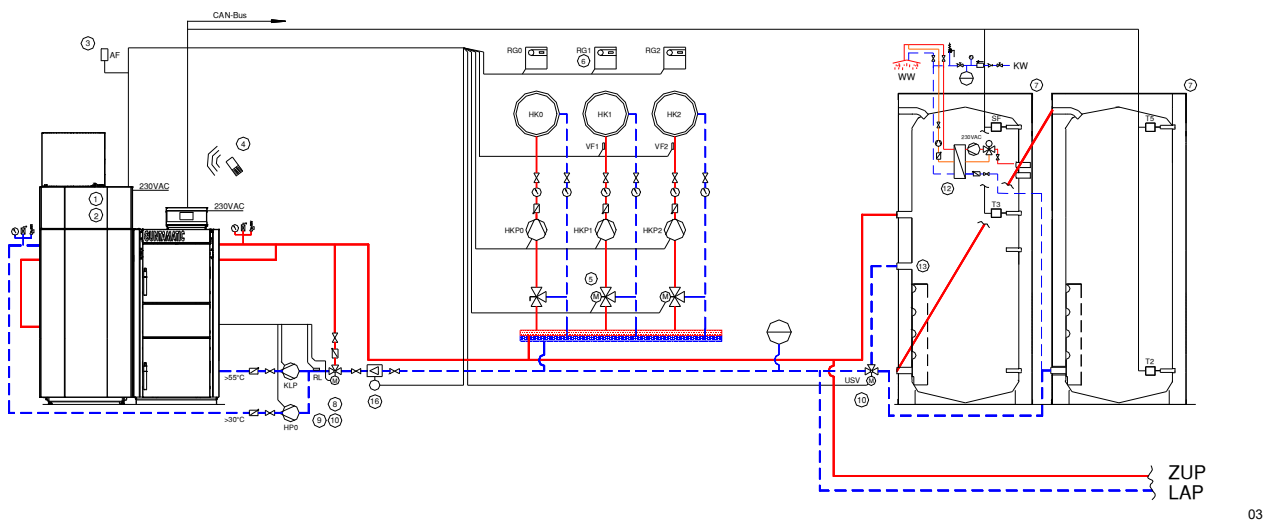 CAN-Bus
3
AF
RG0
RG1
RG2
6
WW
KW
7
7
HK0
HK1
HK2
SF
T5
4
VF1
VF2
230VAC
230VAC
12
1
2
230VAC
T3
GUNTAMATIC
HKP0
HKP1
HKP2
13
5
M
M
>55°C
KLP
RL
M
USV
M
T2
8
16
10
>30°C
HP0
9
10
ZUP
LAP
03